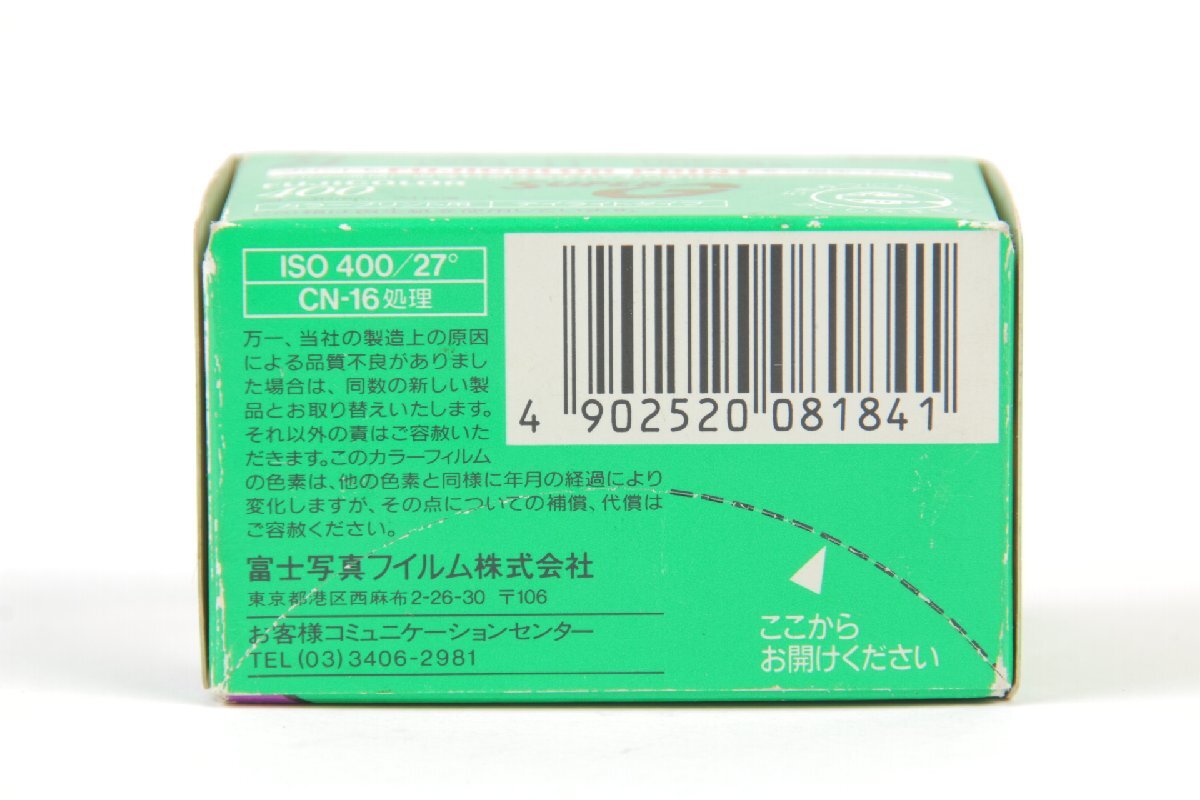 400
ISO 400/27°
CN-16処理
万一、当社の製造上の原因
による品質不良がありまし
た場合は、同数の新しい製
品とお取り替えいたします。
それ以外の責はご容赦いた
だきます。このカラーフィルム
の色素は、他の色素と同様に年月の経過により
変化しますが、その点についての補償、代償は
ご容赦ください。
富士写真フイルム株式会社
東京都港区西麻布2-26-30 〒106
お客様コミュニケーションセンター
TEL (03) 3406-2981
4 902520 081841
ここから
お開けください